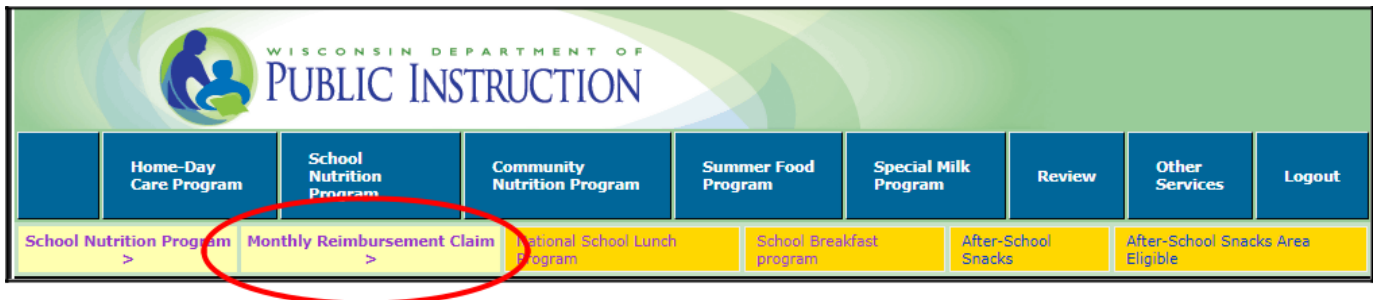 WISCONSIN DEPARTMENT OF
PUBLIC INSTRUCTION
Home-Day
Care Program
School
Nutrition
Program
Community
Nutrition Program
Summer Food
Program
Special Milk
Program
Review
Other
Services
Logout
School Nutrition Program
>
Monthly Reimbursement Claim
>
National School Lunch
Program
School Breakfast
program
After-School
Snacks
After-School Snacks Area
Eligible